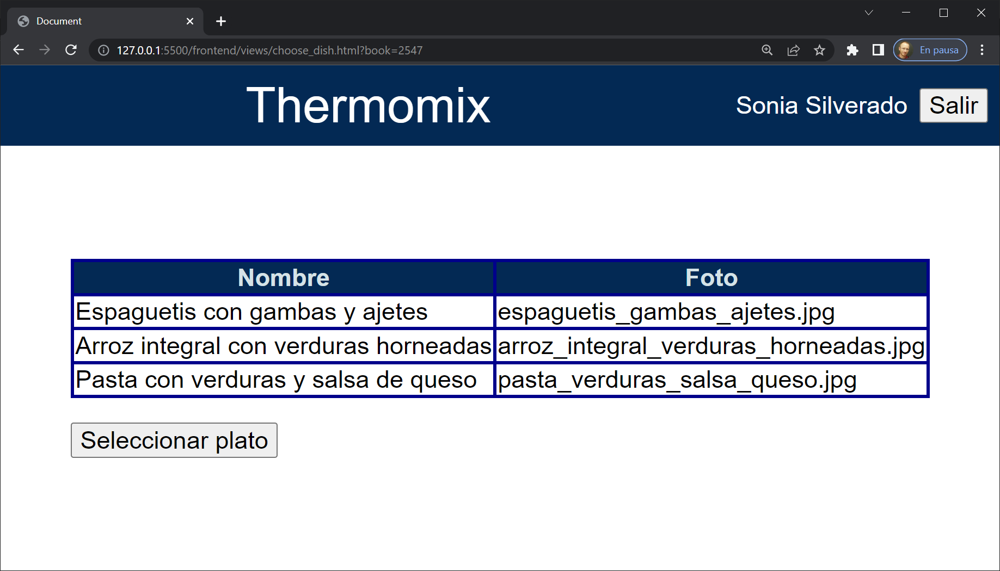 Document
127.0.0.1:5500/frontend/views/choose_dish.html?book=2547
En pausa
Thermomix
Sonia Silverado
Salir
Nombre Foto
Espaguetis con gambas y ajetes espaguetis_gambas_ajetes.jpg
Arroz integral con verduras horneadas arroz_integral_verduras_horneadas.jpg
Pasta con verduras y salsa de queso pasta_verduras_salsa_queso.jpg
Seleccionar plato